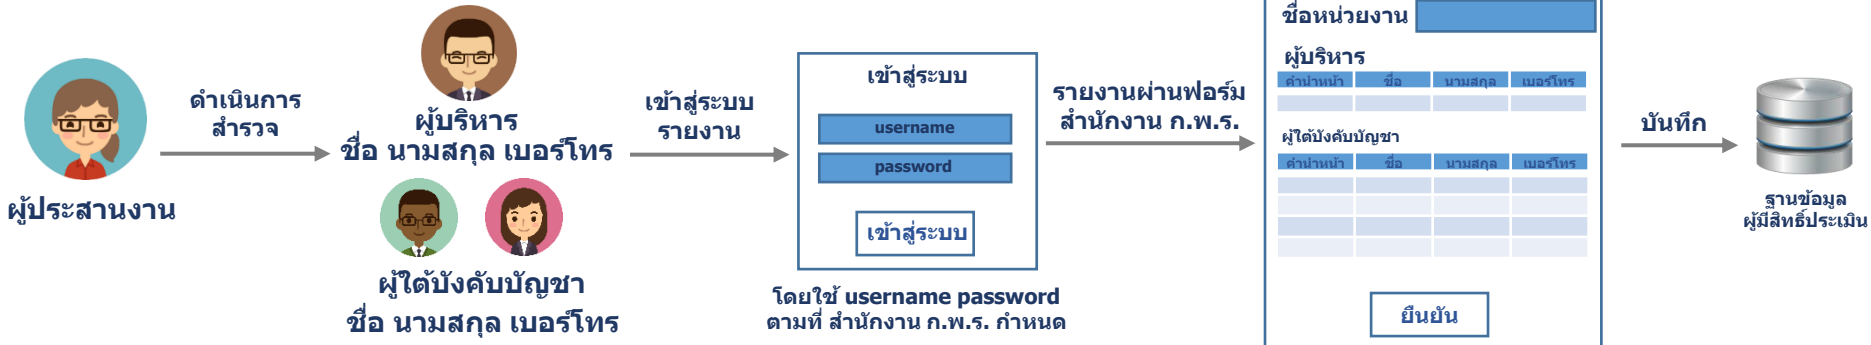 ผู้ประสานงาน
ดำเนินการ
สำรวจ
ผู้บริหาร
ชื่อ นามสกุล เบอร์โทร
ผู้ใต้บังคับบัญชา
ชื่อ นามสกุล เบอร์โทร
เข้าสู่ระบบ
รายงาน
เข้าสู่ระบบ
username
password
เข้าสู่ระบบ
โดยใช้ username password
ตามที่ สำนักงาน ก.พ.ร. กำหนด
รายงานผ่านฟอร์ม
สำนักงาน ก.พ.ร.
ชื่อหน่วยงาน
ผู้บริหาร
คำนำหน้า ชื่อ นามสกุล เบอร์โทร
ผู้ใต้บังคับบัญชา
คำนำหน้า ชื่อ นามสกุล เบอร์โทร
ยืนยัน
บันทึก
ฐานข้อมูล
ผู้มีสิทธิ์ประเมิน